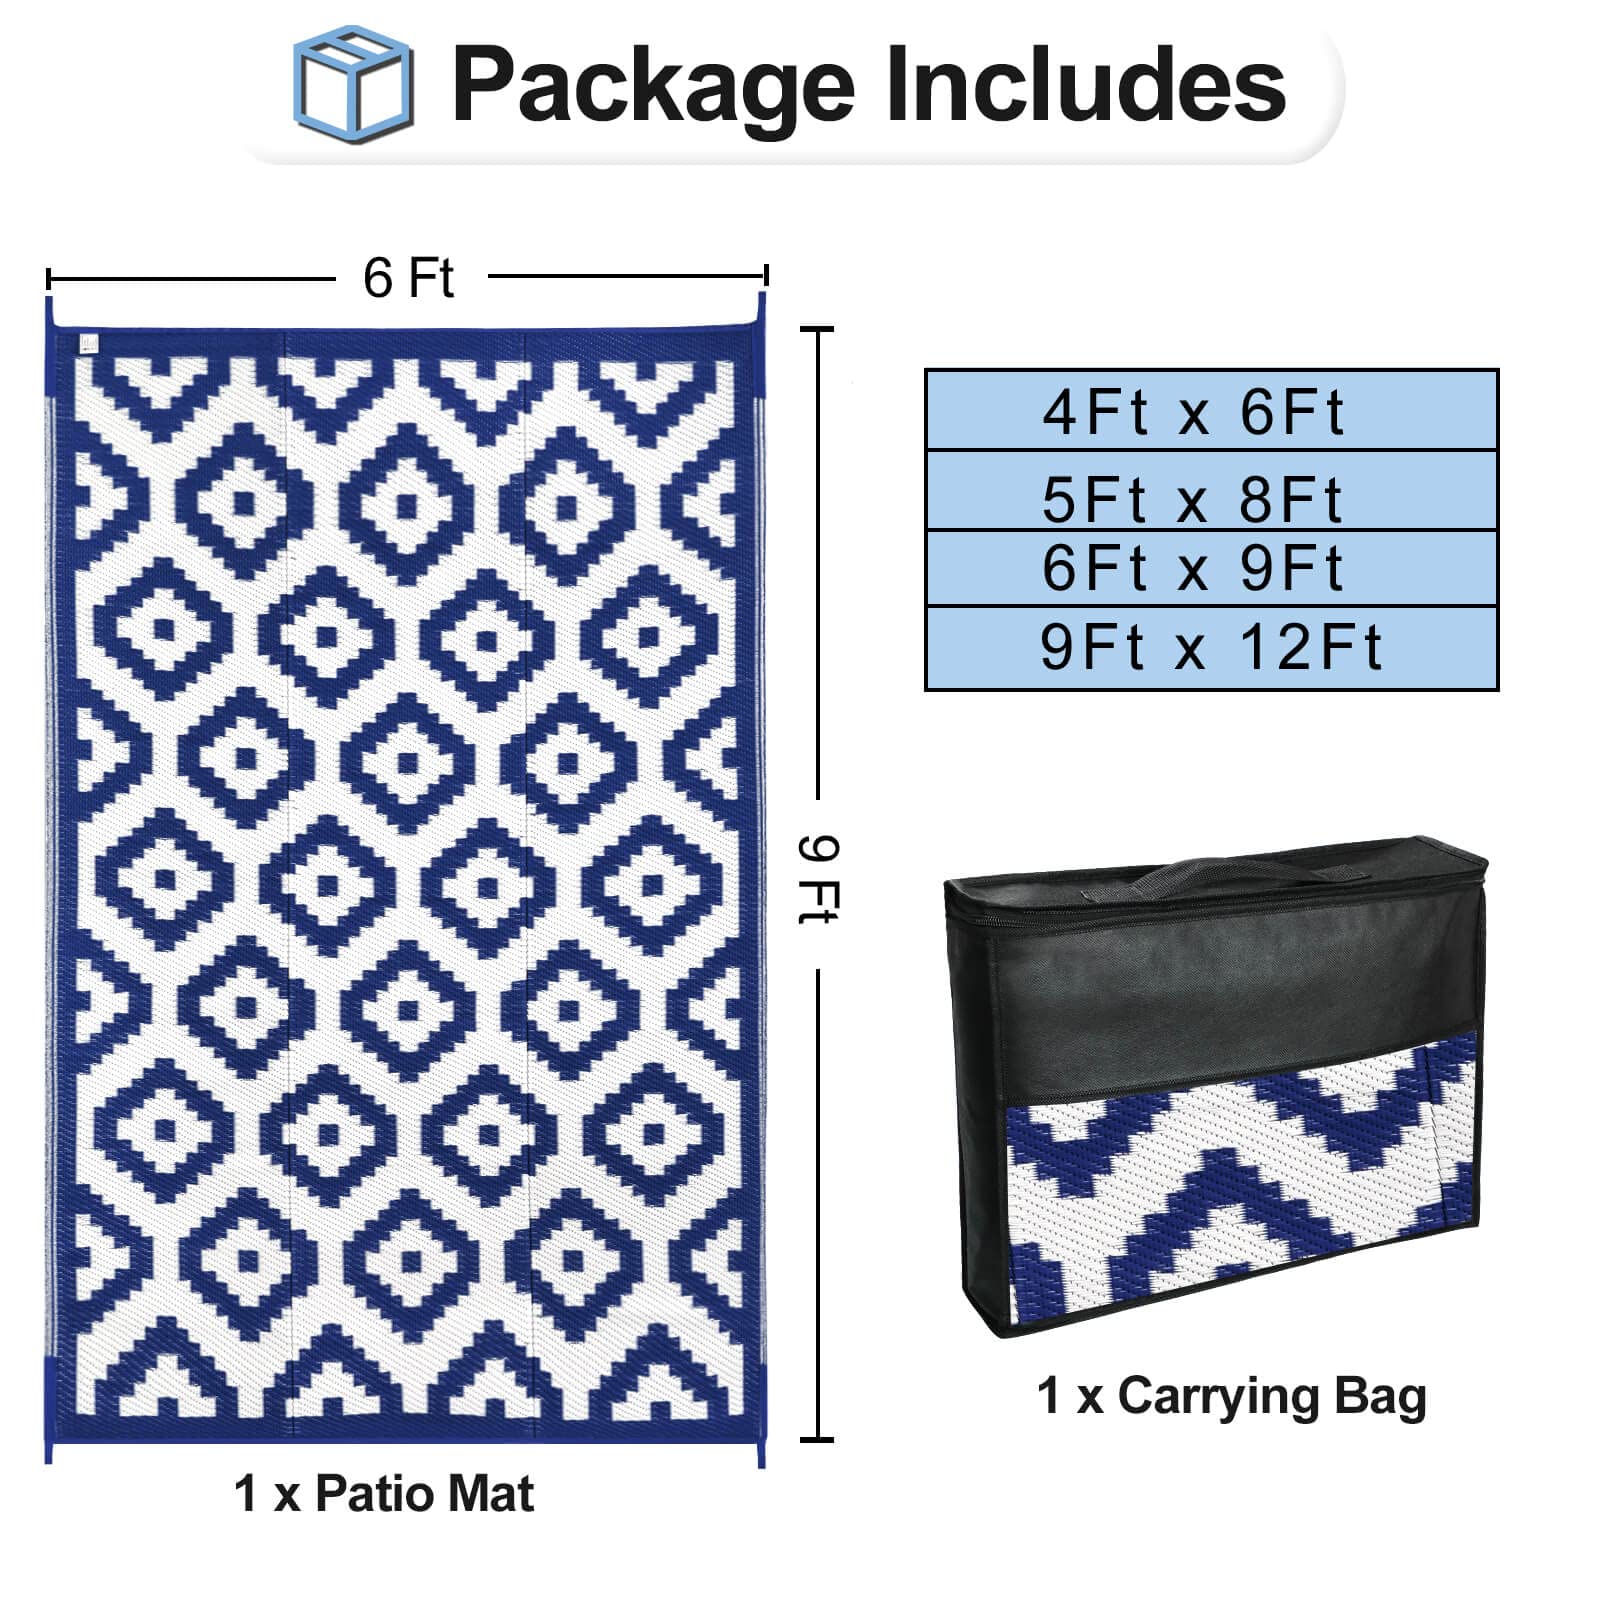 Package Includes
6 Ft
9 Ft
4Ft x 6Ft
5Ft x 8Ft
6Ft x 9Ft
9Ft x 12Ft
1 x Carrying Bag
1 x Patio Mat